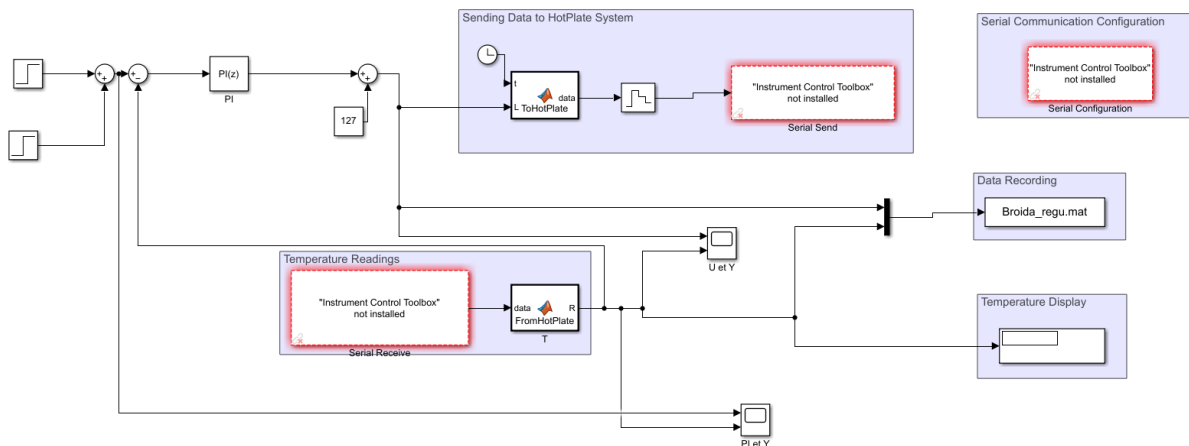 Sending Data to HotPlate System
Serial Communication Configuration
"Instrument Control Toolbox"
not installed
Serial Configuration
PI(z)
PI
127
t
L
data
ToHotPlate
"Instrument Control Toolbox"
not installed
Serial Send
Data Recording
Broida_regu.mat
U et Y
Temperature Readings
"Instrument Control Toolbox"
not installed
Serial Receive
data
R
FromHotPlate
T
Temperature Display
PI et Y